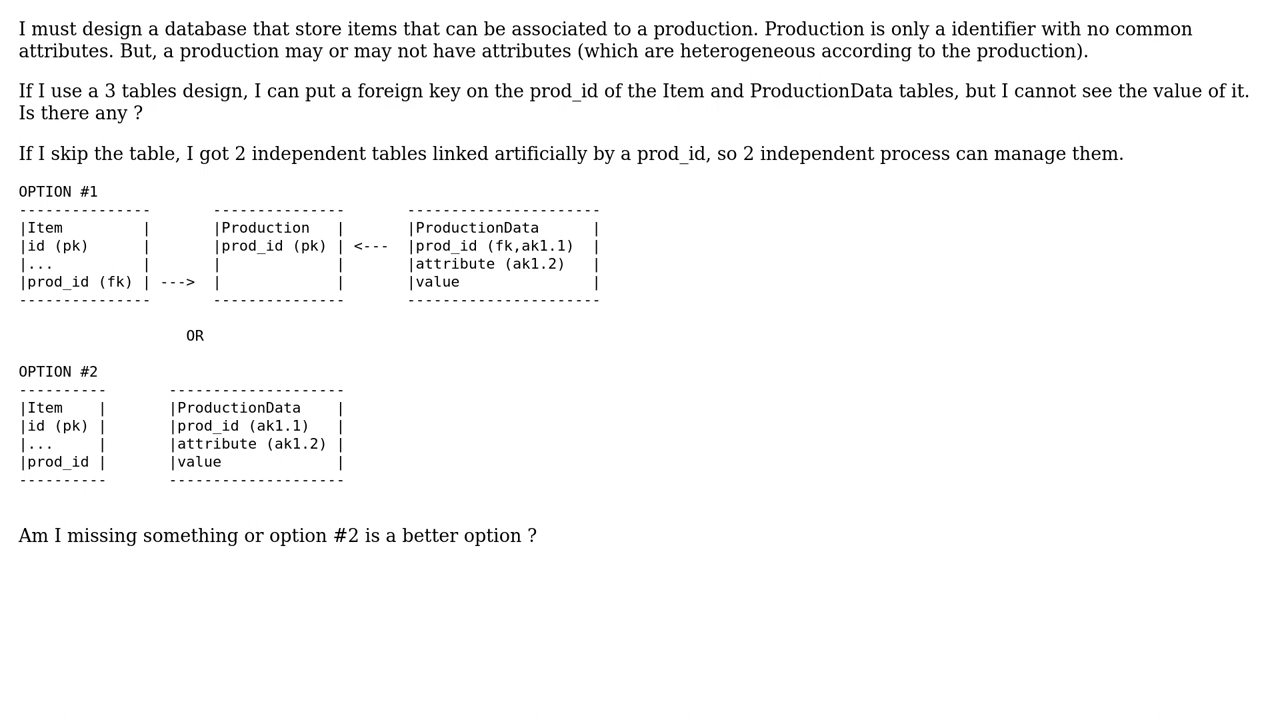 I must design a database that store items that can be associated to a production. Production is only a identifier with no common
attributes. But, a production may or may not have attributes (which are heterogeneous according to the production).
If I use a 3 tables design, I can put a foreign key on the prod_id of the Item and ProductionData tables, but I cannot see the value of it.
Is there any ?
If I skip the table, I got 2 independent tables linked artificially by a prod_id, so 2 independent process can manage them.
OPTION #1
---------------       ---------------       ----------------------
|Item         |       |Production   |       |ProductionData      |
|id (pk)      |       |prod_id (pk) | <---  |prod_id (fk,ak1.1)  |
|...          |       |             |       |attribute (ak1.2)   |
|prod_id (fk) | --->  |             |       |value               |
---------------       ---------------       ----------------------
OR
OPTION #2
----------       --------------------
|Item    |       |ProductionData    |
|id (pk) |       |prod_id (ak1.1)   |
|...     |       |attribute (ak1.2) |
|prod_id |       |value             |
----------       --------------------
Am I missing something or option #2 is a better option ?